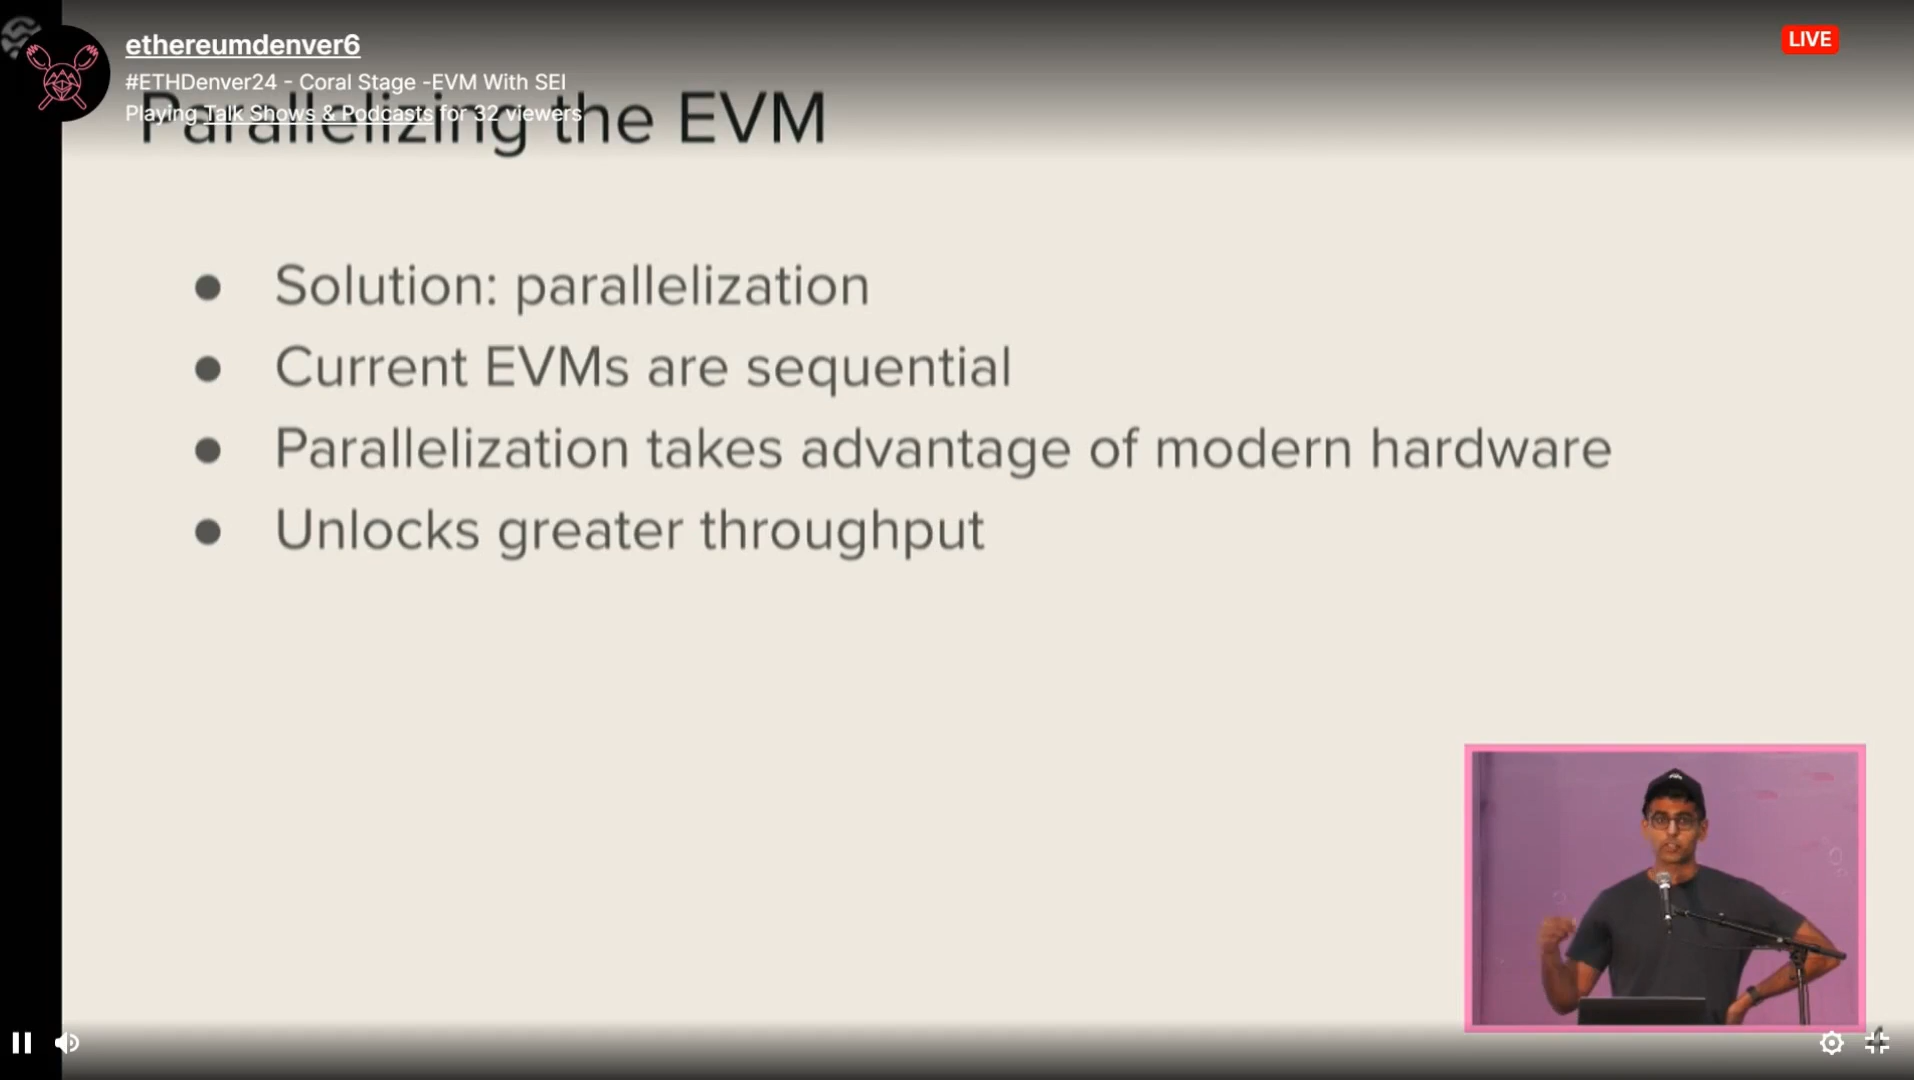 ethereumdenver6
LIVE
#ETHDenver24 - Coral Stage -EVM With SEI
Playing Talk Shows & Podcasts for 32 viewers
Parallelizing the EVM
● Solution: parallelization
● Current EVMs are sequential
● Parallelization takes advantage of modern hardware
● Unlocks greater throughput